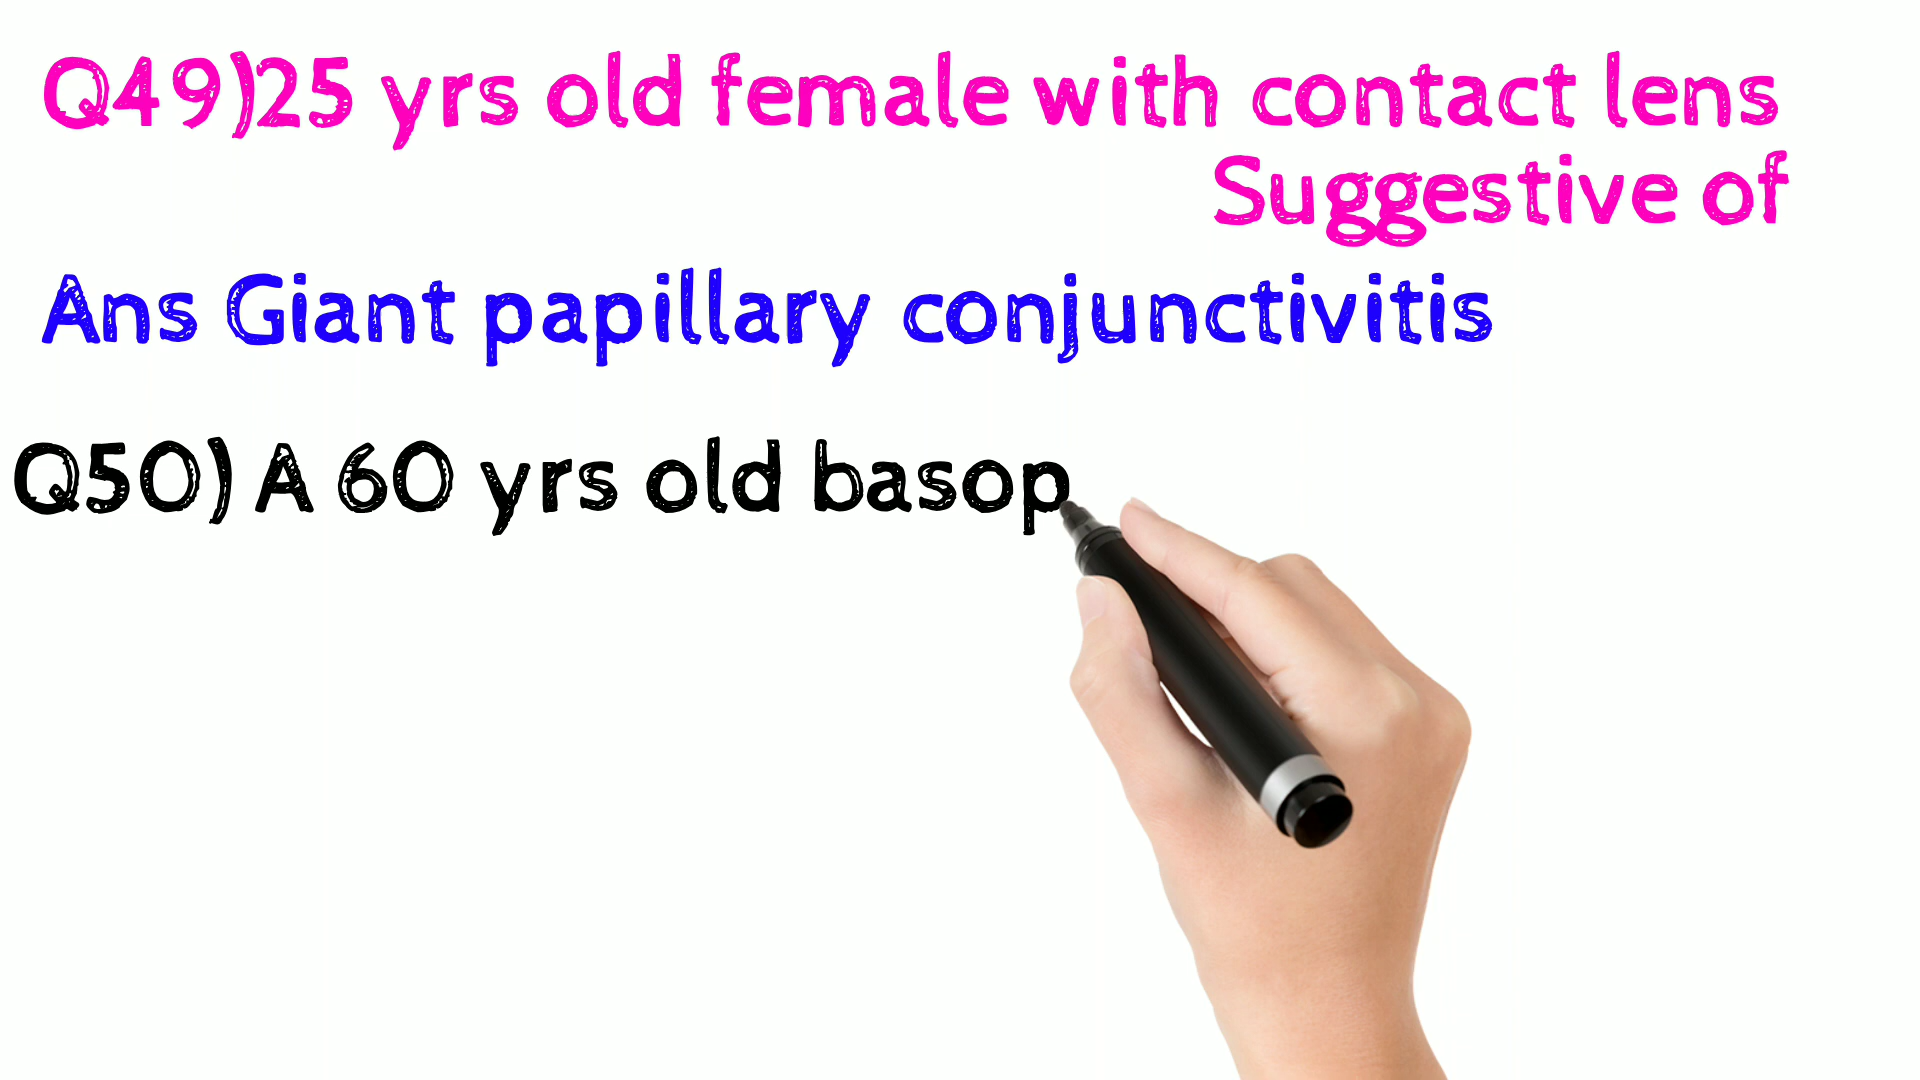 Q49)25 yrs old female with contact lens
Suggestive of
Ans Giant papillary conjunctivitis
Q50) A 60 yrs old basop